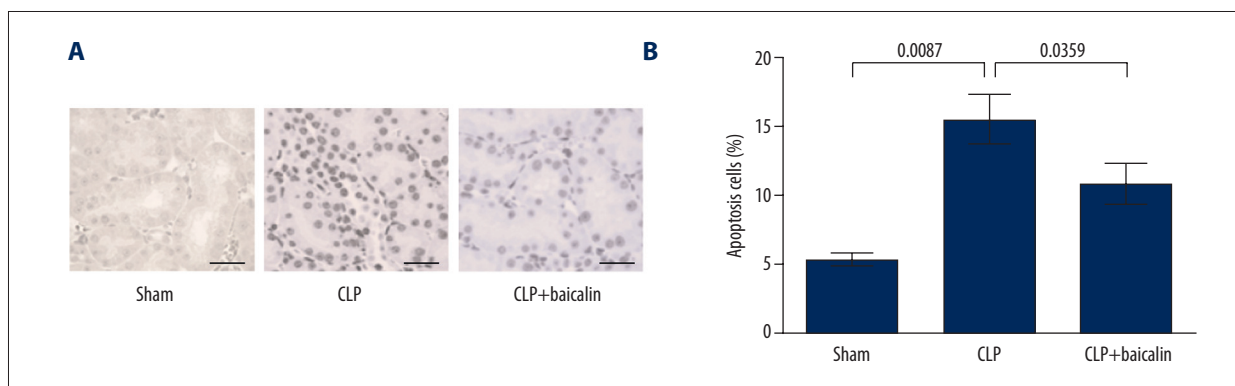 A
Sham
CLP
CLP+baicalin
B
0.0087
0.0359
Apoptosis cells (%)
20
15
10
5
0
Sham
CLP
CLP+baicalin